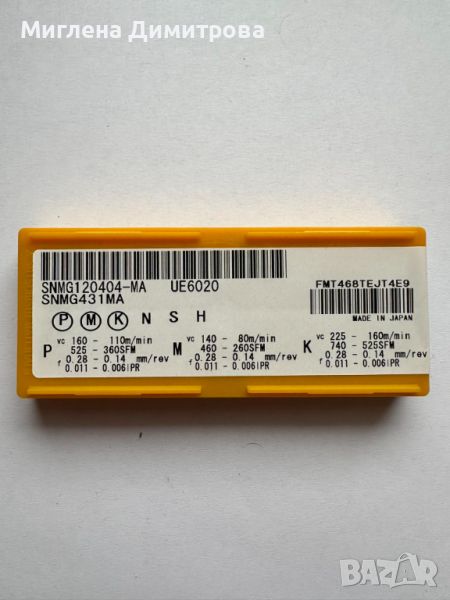 Миглена Димитрова
SNMG120404-MA UE6020
SNMG431MA
FMT468TEJT4E9
MADE IN JAPAN
P M K N S H
P vc 160 - 110m/min
525 - 360SFM
f 0.28 - 0.14 mm/rev
0.011 - 0.006IPR
M vc 140 - 80m/min
460 - 260SFM
f 0.28 - 0.14 mm/rev
0.011 - 0.006IPR
K vc 225 - 160m/min
740 - 525SFM
f 0.28 - 0.14 mm/rev
0.011 - 0.006IPR
BAZAR
bg